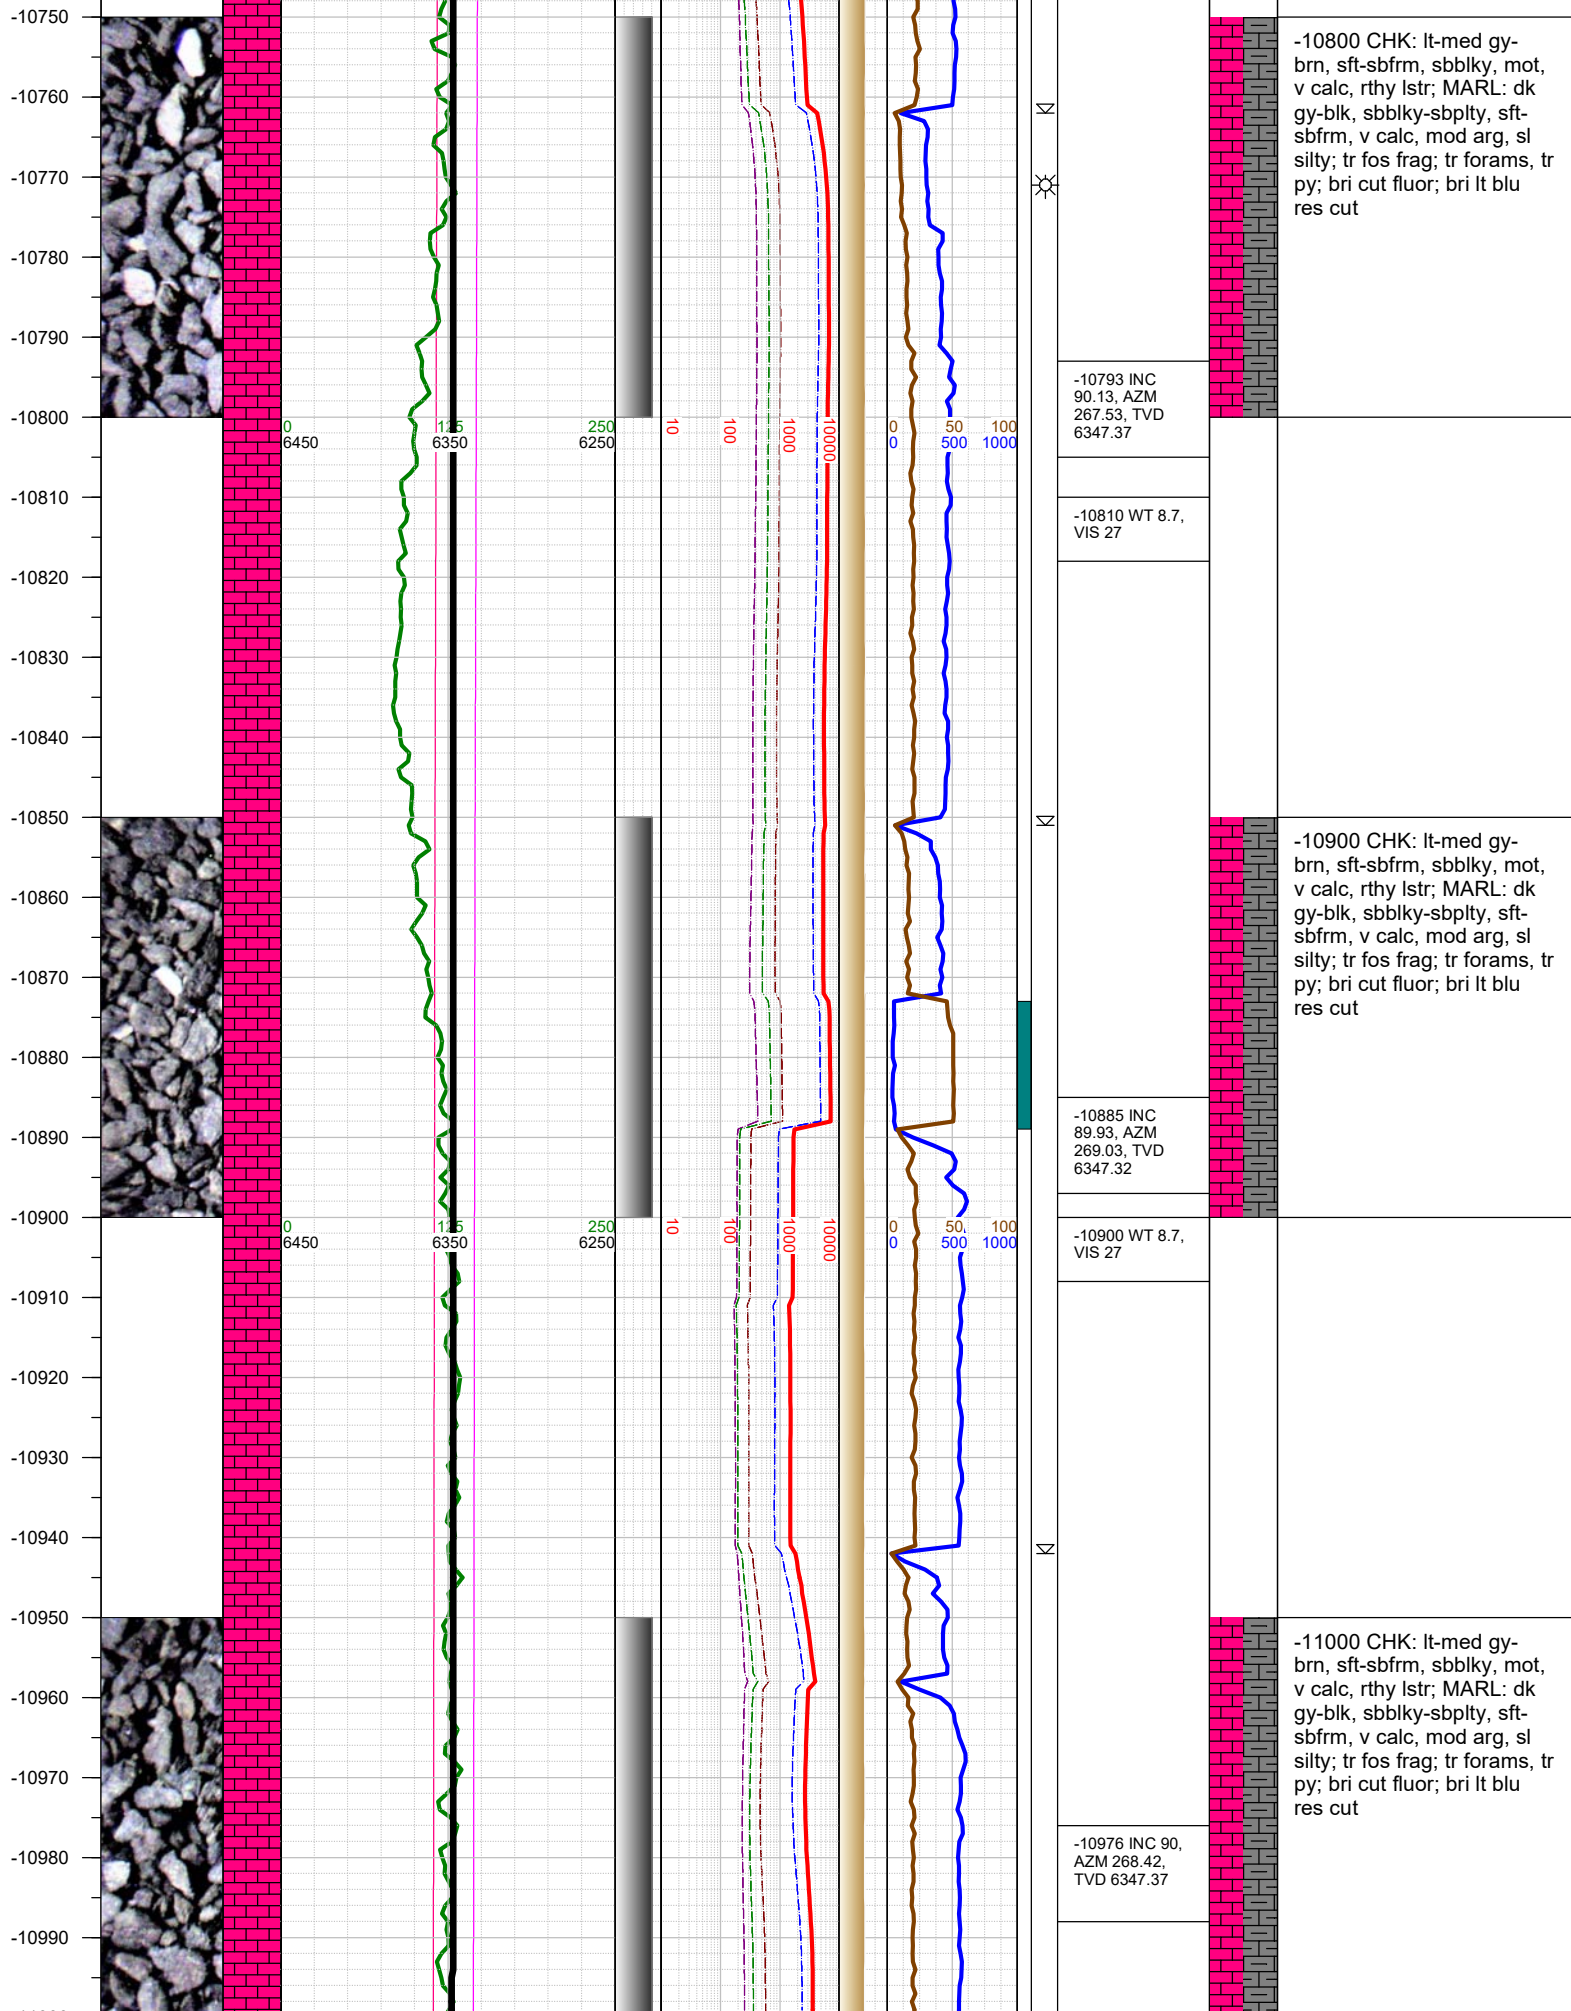 -10750
-10760
-10770
-10780
-10790
-10800
-10810
-10820
-10830
-10840
-10850
-10860
-10870
-10880
-10890
-10900
-10910
-10920
-10930
-10940
-10950
-10960
-10970
-10980
-10990
0 125 250
6450 6350 6250
10 100 1000 10000
0 50 100
0 500 1000
0 125 250
6450 6350 6250
10 100 1000 10000
0 50 100
0 500 1000
-10793 INC
90.13, AZM
267.53, TVD
6347.37
-10810 WT 8.7,
VIS 27
-10885 INC
89.93, AZM
269.03, TVD
6347.32
-10900 WT 8.7,
VIS 27
-10976 INC 90,
AZM 268.42,
TVD 6347.37
-10800 CHK: lt-med gy-
brn, sft-sbfrm, sbblky, mot,
v calc, rthy lstr; MARL: dk
gy-blk, sbblky-sbplty, sft-
sbfrm, v calc, mod arg, sl
silty; tr fos frag; tr forams, tr
py; bri cut fluor; bri lt blu
res cut
-10900 CHK: lt-med gy-
brn, sft-sbfrm, sbblky, mot,
v calc, rthy lstr; MARL: dk
gy-blk, sbblky-sbplty, sft-
sbfrm, v calc, mod arg, sl
silty; tr fos frag; tr forams, tr
py; bri cut fluor; bri lt blu
res cut
-11000 CHK: lt-med gy-
brn, sft-sbfrm, sbblky, mot,
v calc, rthy lstr; MARL: dk
gy-blk, sbblky-sbplty, sft-
sbfrm, v calc, mod arg, sl
silty; tr fos frag; tr forams, tr
py; bri cut fluor; bri lt blu
res cut